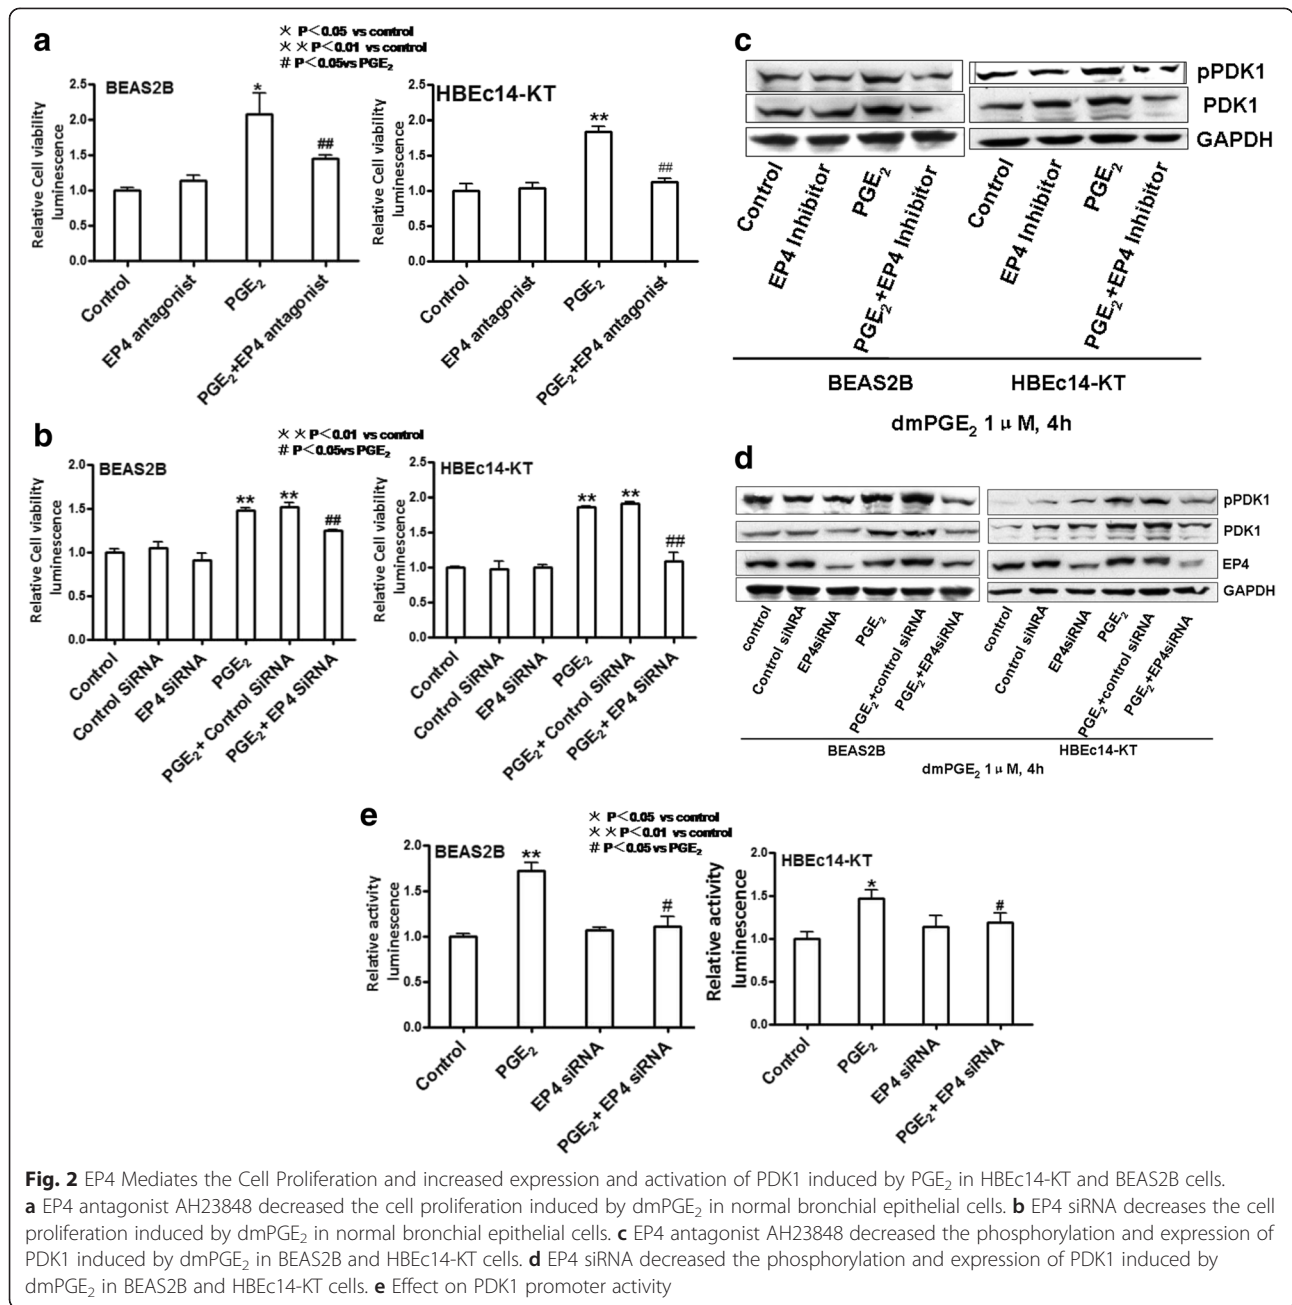 a
⚹ P<0.05 vs control
⚹⚹ P<0.01 vs control
# P<0.05vs PGE₂
BEAS2B
Relative Cell viability
luminescence
2.5
2.0
1.5
1.0
0.5
0.0
*
##
Control
EP4 antagonist
PGE₂
PGE₂+EP4 antagonist
HBEc14-KT
Relative Cell viability
luminescence
2.5
2.0
1.5
1.0
0.5
0.0
**
##
Control
EP4 antagonist
PGE₂
PGE₂+EP4 antagonist
b
⚹⚹P<0.01 vs control
# P<0.05vs PGE₂
BEAS2B
Relative Cell viability
luminescence
2.0
1.5
1.0
0.5
0.0
**
**
##
Control
Control SiRNA
EP4 SiRNA
PGE₂
PGE₂+ Control SiRNA
PGE₂+ EP4 SiRNA
HBEc14-KT
Relative Cell viability
luminescence
2.5
2.0
1.5
1.0
0.5
0.0
**
**
##
Control
Control SiRNA
EP4 SiRNA
PGE₂
PGE₂+ Control SiRNA
PGE₂+ EP4 SiRNA
c
pPDK1
PDK1
GAPDH
Control
EP4 Inhibitor
PGE₂
PGE₂+EP4 Inhibitor
Control
EP4 Inhibitor
PGE₂
PGE₂+EP4 Inhibitor
BEAS2B
HBEc14-KT
dmPGE₂ 1 μ M, 4h
d
pPDK1
PDK1
EP4
GAPDH
control
Control siNRA
EP4siRNA
PGE₂
PGE₂+control siRNA
PGE₂+EP4siRNA
control
Control siRNA
EP4siRNA
PGE₂
PGE₂+control siRNA
PGE₂+EP4siRNA
BEAS2B
HBEc14-KT
dmPGE₂ 1 μ M, 4h
e
⚹ P<0.05 vs control
⚹⚹ P<0.01 vs control
# P<0.05 vs PGE₂
BEAS2B
Relative activity
luminescence
2.0
1.5
1.0
0.5
0.0
**
#
Control
PGE₂
EP4 siRNA
PGE₂+ EP4 siRNA
HBEc14-KT
Relative activity
luminescence
2.0
1.5
1.0
0.5
0.0
*
#
Control
PGE₂
EP4 siRNA
PGE₂+ EP4 siRNA
Fig. 2 EP4 Mediates the Cell Proliferation and increased expression and activation of PDK1 induced by PGE₂ in HBEc14-KT and BEAS2B cells.
a EP4 antagonist AH23848 decreased the cell proliferation induced by dmPGE₂ in normal bronchial epithelial cells. b EP4 siRNA decreases the cell
proliferation induced by dmPGE₂ in normal bronchial epithelial cells. c EP4 antagonist AH23848 decreased the phosphorylation and expression of
PDK1 induced by dmPGE₂ in BEAS2B and HBEc14-KT cells. d EP4 siRNA decreased the phosphorylation and expression of PDK1 induced by
dmPGE₂ in BEAS2B and HBEc14-KT cells. e Effect on PDK1 promoter activity